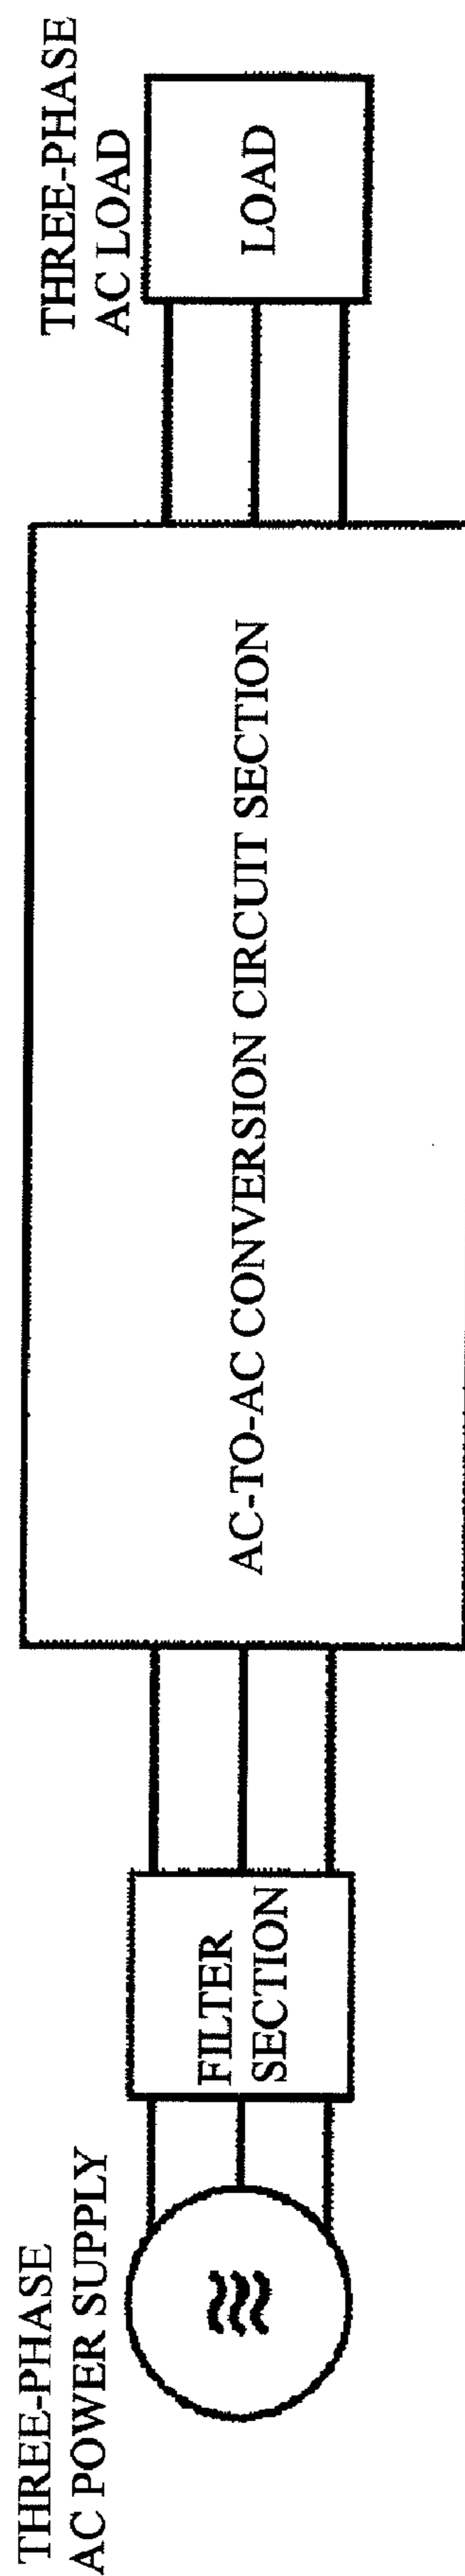 THREE-PHASE
AC POWER SUPPLY
FILTER
SECTION
AC-TO-AC CONVERSION CIRCUIT SECTION
THREE-PHASE
AC LOAD
LOAD